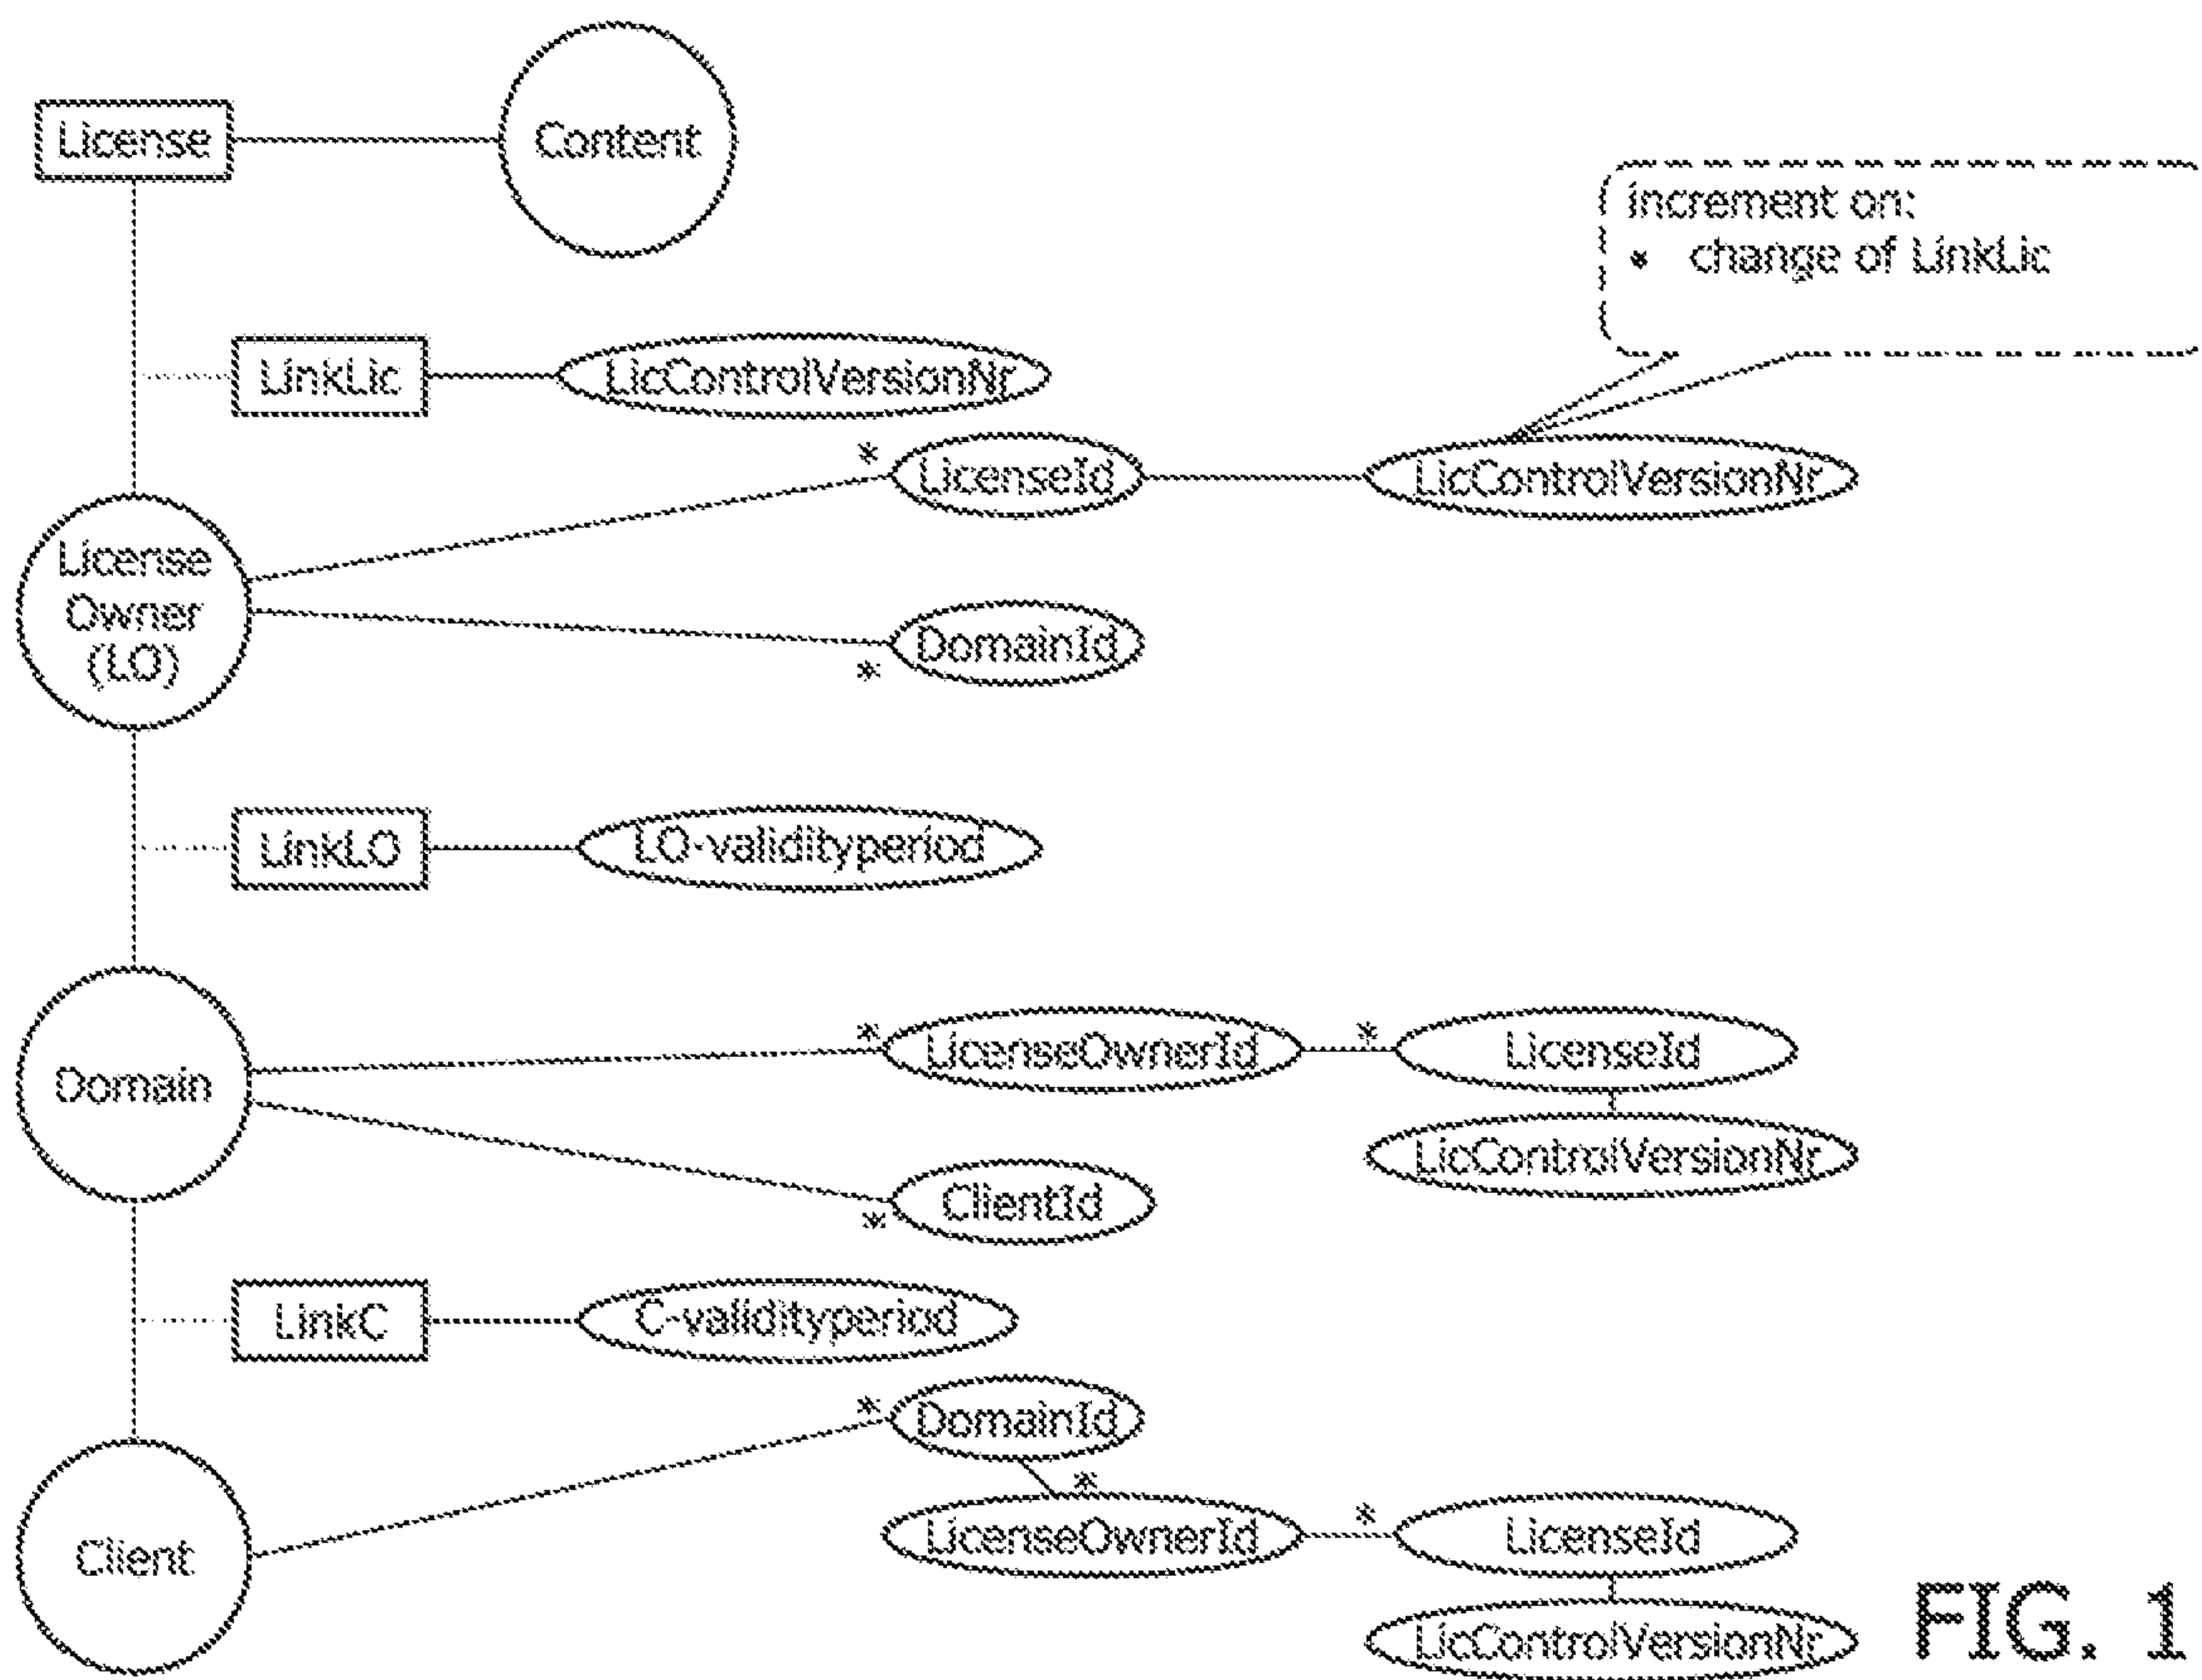 License
Content
increment on:
* change of LinkLic
LinkLic
LicControlVersionNr
*
LicenseId
LicControlVersionNr
License
Owner
(LO)
DomainId
*
LinkLO
LO-validityperiod
Domain
*
LicenseOwnerId
*
LicenseId
LicControlVersionNr
ClientId
*
LinkC
C-validityperiod
*
DomainId
*
Client
LicenseOwnerId
*
LicenseId
LicControlVersionNr
FIG. 1